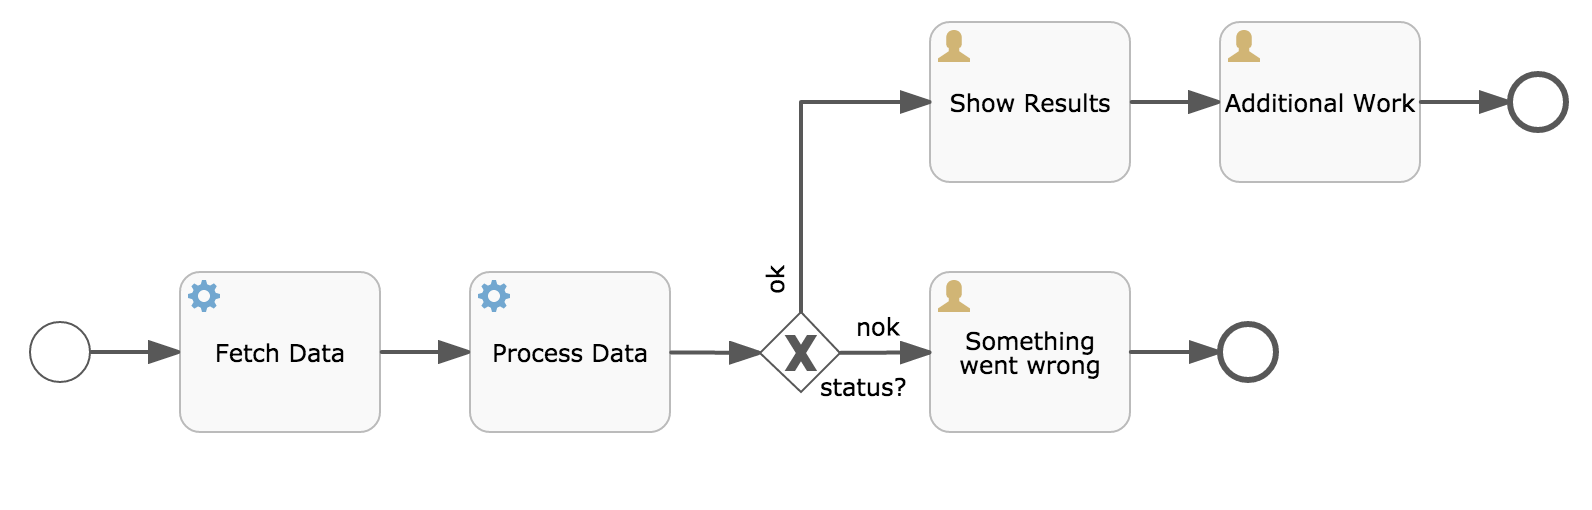 Show Results
Additional Work
ok
Fetch Data
Process Data
nok
status?
Something
went wrong